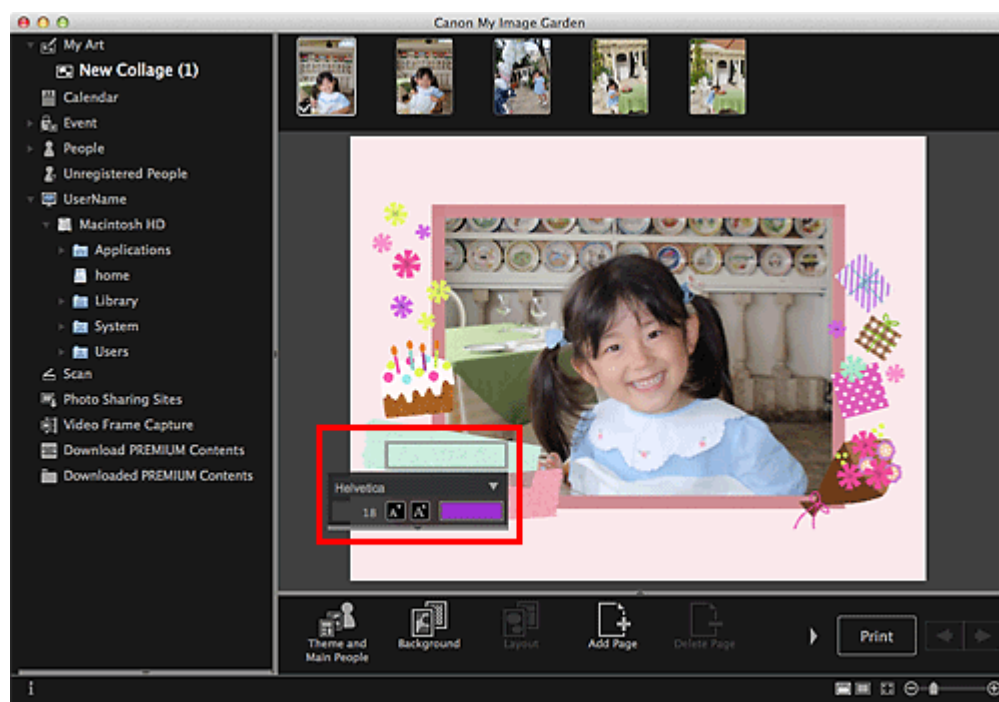 Canon My Image Garden
My Art
New Collage (1)
Calendar
Event
People
Unregistered People
UserName
Macintosh HD
Applications
home
Library
System
Users
Scan
Photo Sharing Sites
Video Frame Capture
Download PREMIUM Contents
Downloaded PREMIUM Contents
Helvetica
18 A A
Theme and
Main People
Background
Layout
Add Page
Delete Page
Print